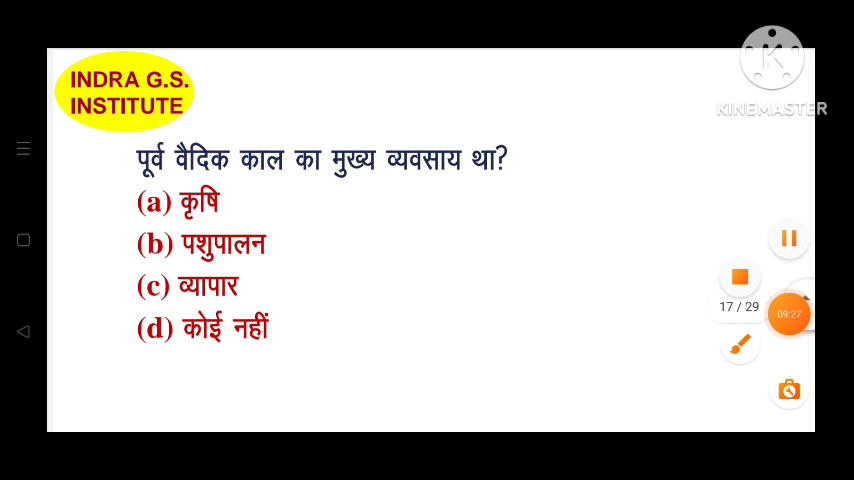 INDRA G.S.
INSTITUTE
KINEMASTER
पूर्व वैदिक काल का मुख्य व्यवसाय था?
(a) कृषि
(b) पशुपालन
(c) व्यापार
(d) कोई नहीं
17 / 29
09:27